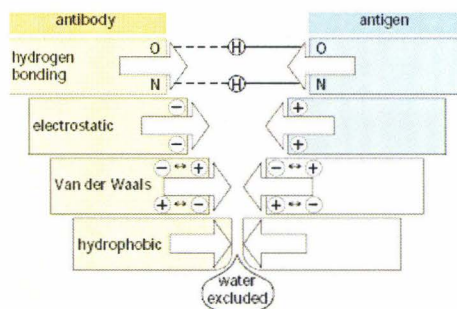 antibody antigen
O H O
hydrogen
bonding
N H N
− +
electrostatic
− +
− ↔ + − ↔ +
Van der Waals
+ ↔ − + ↔ −
hydrophobic
water
excluded